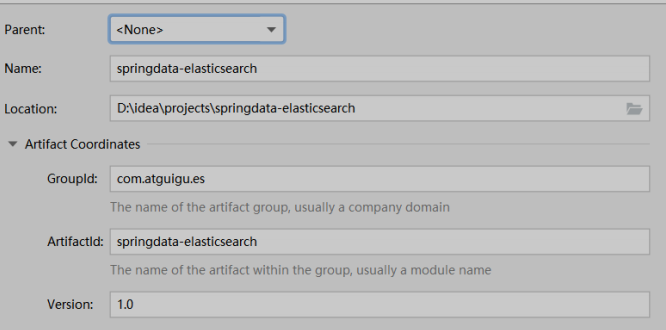 Parent: <None>
Name: springdata-elasticsearch
Location: D:\idea\projects\springdata-elasticsearch
Artifact Coordinates
GroupId: com.atguigu.es
The name of the artifact group, usually a company domain
ArtifactId: springdata-elasticsearch
The name of the artifact within the group, usually a module name
Version: 1.0